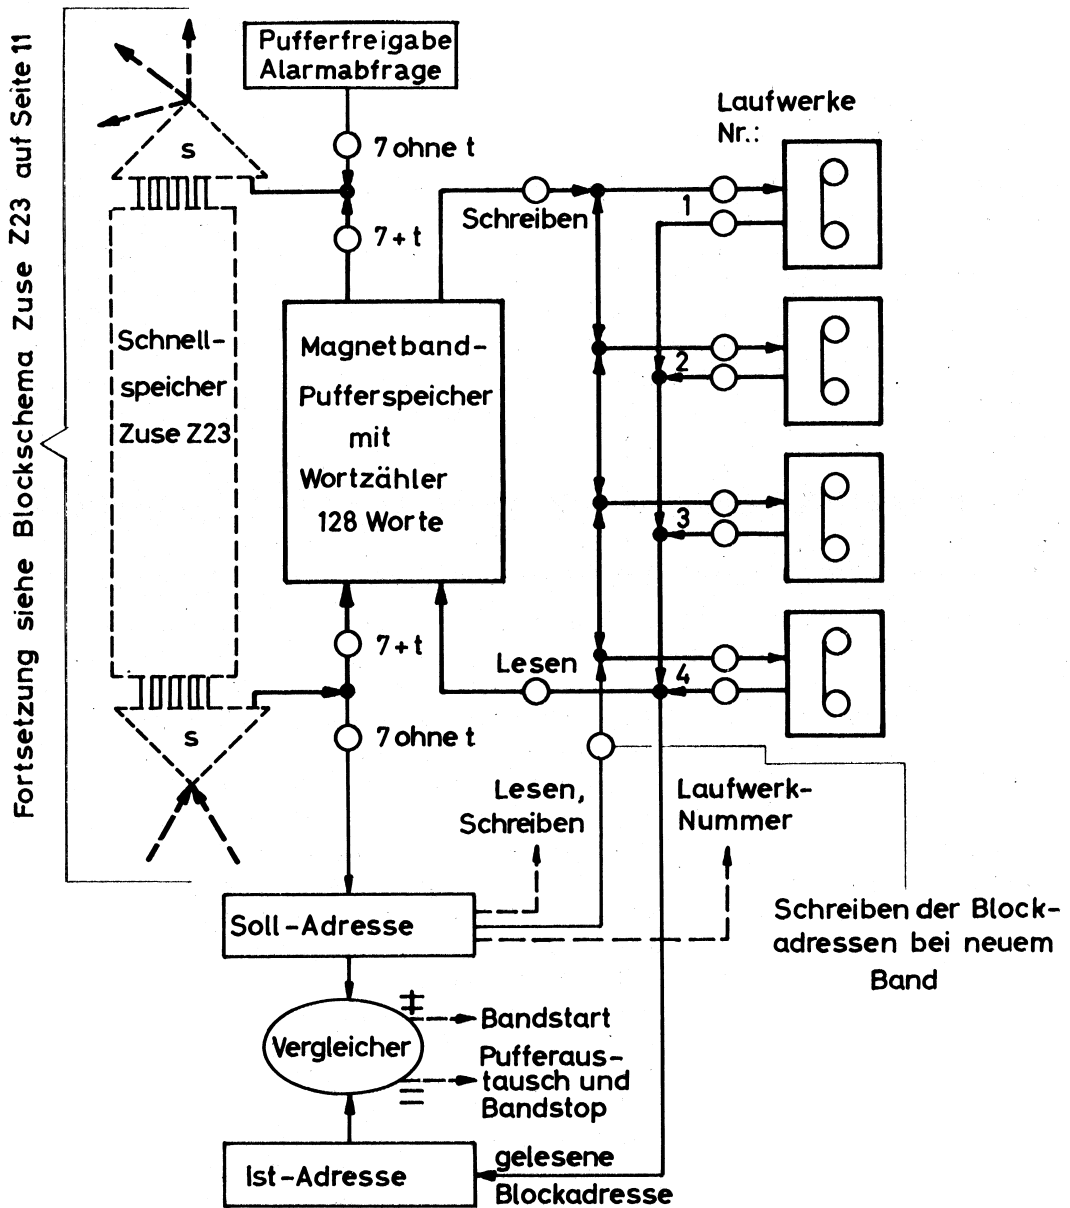 Fortsetzung siehe Blockschema Zuse Z23 auf Seite 11
Pufferfreigabe
Alarmabfrage
7 ohne t
7 + t
s
Schnell-
speicher
Zuse Z23
s
Magnetband-
Pufferspeicher
mit
Wortzähler
128 Worte
7 + t
7 ohne t
Schreiben
Lesen
Laufwerke
Nr.:
1
2
3
4
Lesen,
Schreiben
Laufwerk-
Nummer
Schreiben der Block-
adressen bei neuem
Band
Soll-Adresse
Vergleicher
≠
Bandstart
=
Pufferaus-
tausch und
Bandstop
Ist-Adresse
gelesene
Blockadresse